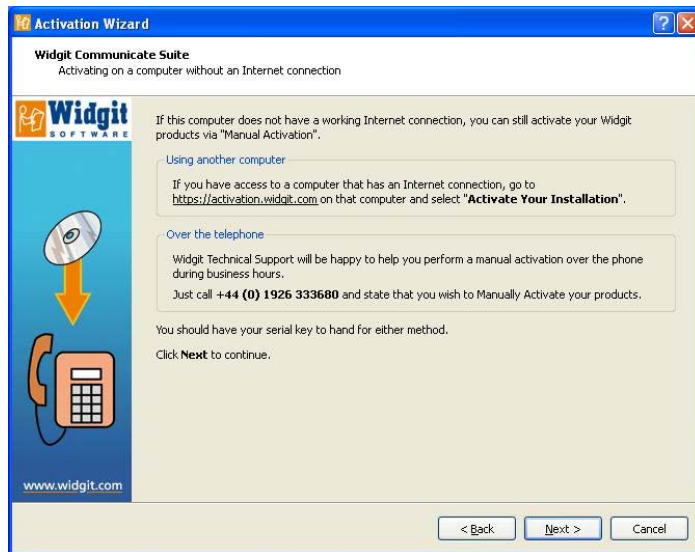 Activation Wizard
Widgit Communicate Suite
Activating on a computer without an Internet connection
Widgit
SOFTWARE
If this computer does not have a working Internet connection, you can still activate your Widgit
products via "Manual Activation".
Using another computer
If you have access to a computer that has an Internet connection, go to
https://activation.widgit.com on that computer and select "Activate Your Installation".
Over the telephone
Widgit Technical Support will be happy to help you perform a manual activation over the phone
during business hours.
Just call +44 (0) 1926 333680 and state that you wish to Manually Activate your products.
You should have your serial key to hand for either method.
Click Next to continue.
www.widgit.com
< Back Next > Cancel